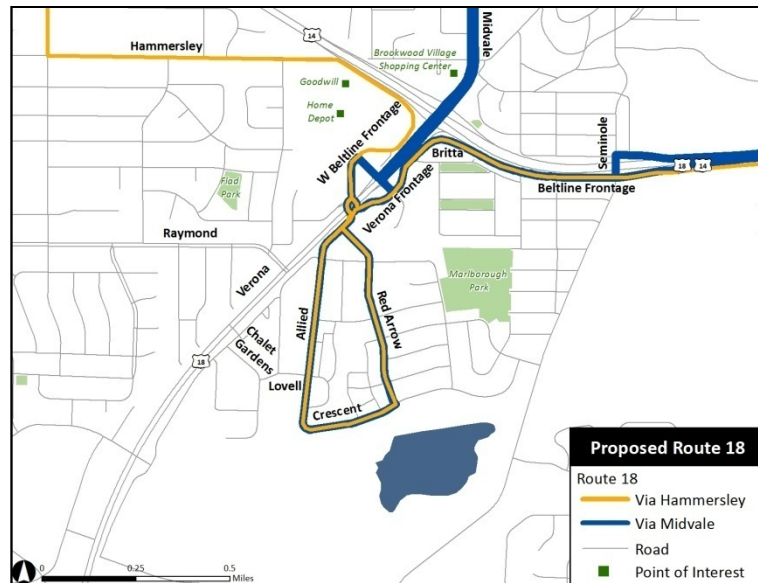 Hammersley
14
Brookwood Village
Shopping Center
Midvale
Goodwill
Home
Depot
W Beltline Frontage
Britta
Seminole
18
14
Beltline Frontage
Flad
Park
Verona Frontage
Raymond
Verona
Marlborough
Park
Allied
Red Arrow
Chalet
Gardens
18
Lovell
Crescent
Proposed Route 18
Route 18
Via Hammersley
Via Midvale
Road
Point of Interest
0
0.25
0.5
Miles